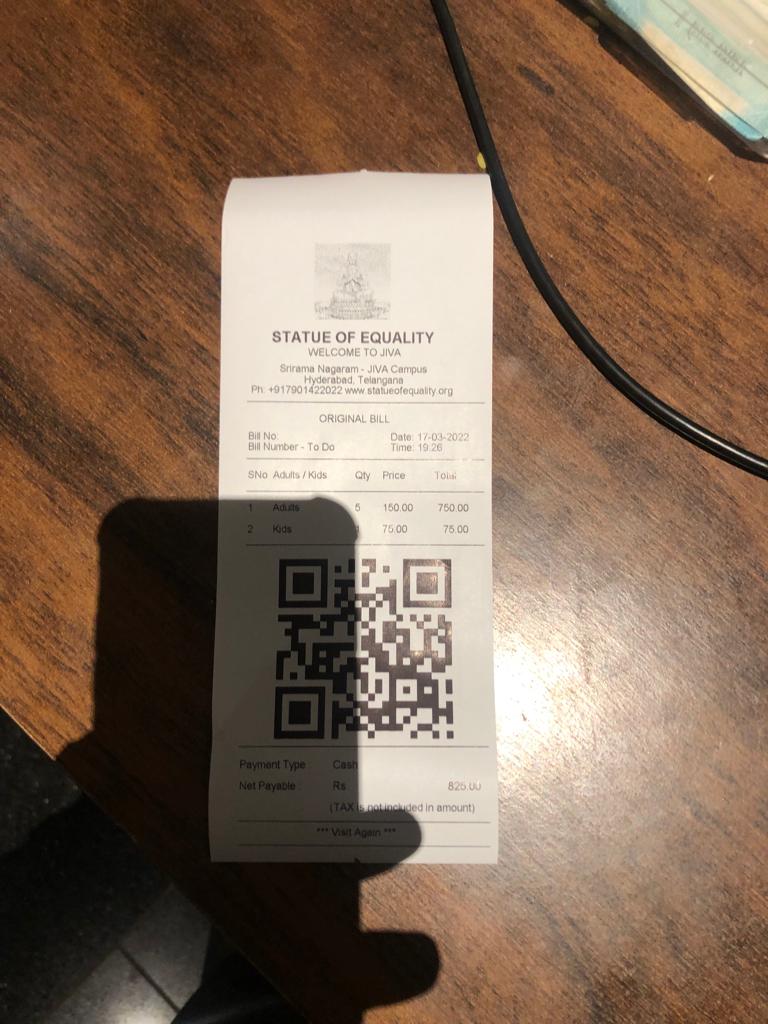 STATUE OF EQUALITY
WELCOME TO JIVA
Srirama Nagaram - JIVA Campus
Hyderabad, Telangana
Ph: +917901422022 www.statueofequality.org
ORIGINAL BILL
Bill No: Date: 17-03-2022
Bill Number - To Do Time: 19:26
SNo Adults / Kids Qty Price Total
1 Adults 5 150.00 750.00
2 Kids 1 75.00 75.00
Payment Type : Cash
Net Payable : Rs 825.00
(TAX is not included in amount)
*** Visit Again ***